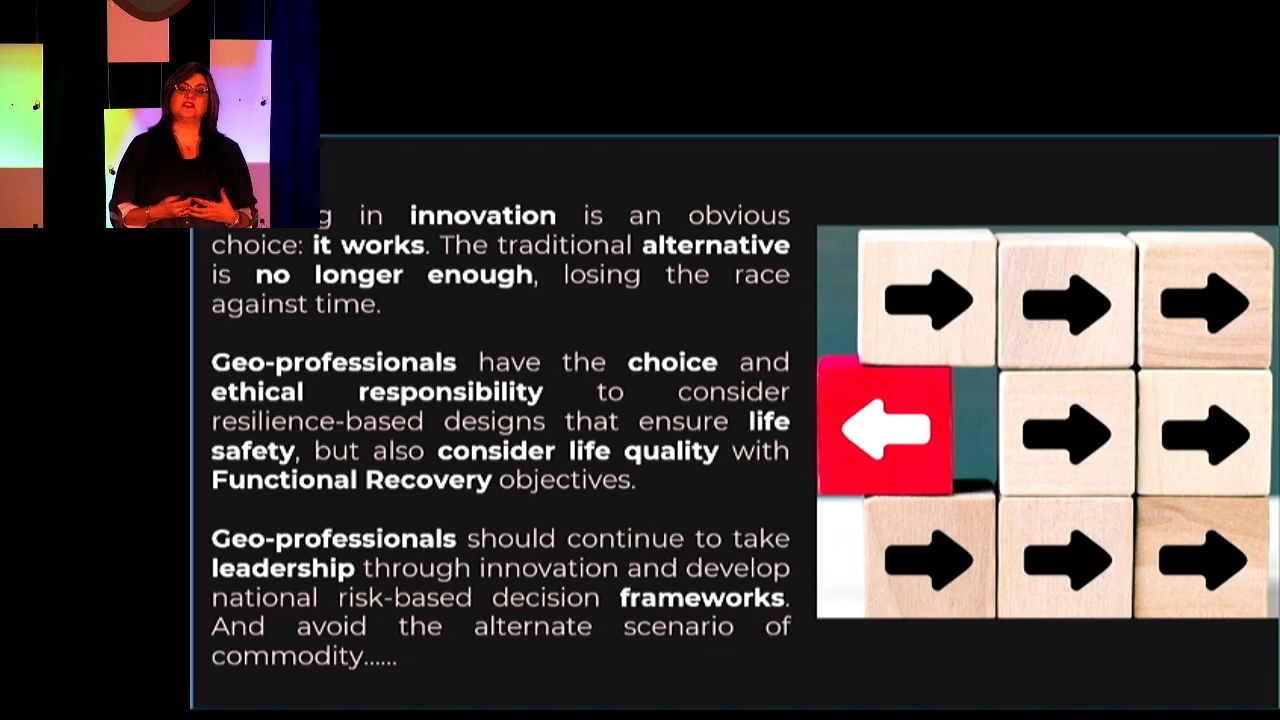 in innovation is an obvious
choice: it works. The traditional alternative
is no longer enough, losing the race
against time.
Geo-professionals have the choice and
ethical responsibility to consider
resilience-based designs that ensure life
safety, but also consider life quality with
Functional Recovery objectives.
Geo-professionals should continue to take
leadership through innovation and develop
national risk-based decision frameworks.
And avoid the alternate scenario of
commodity......